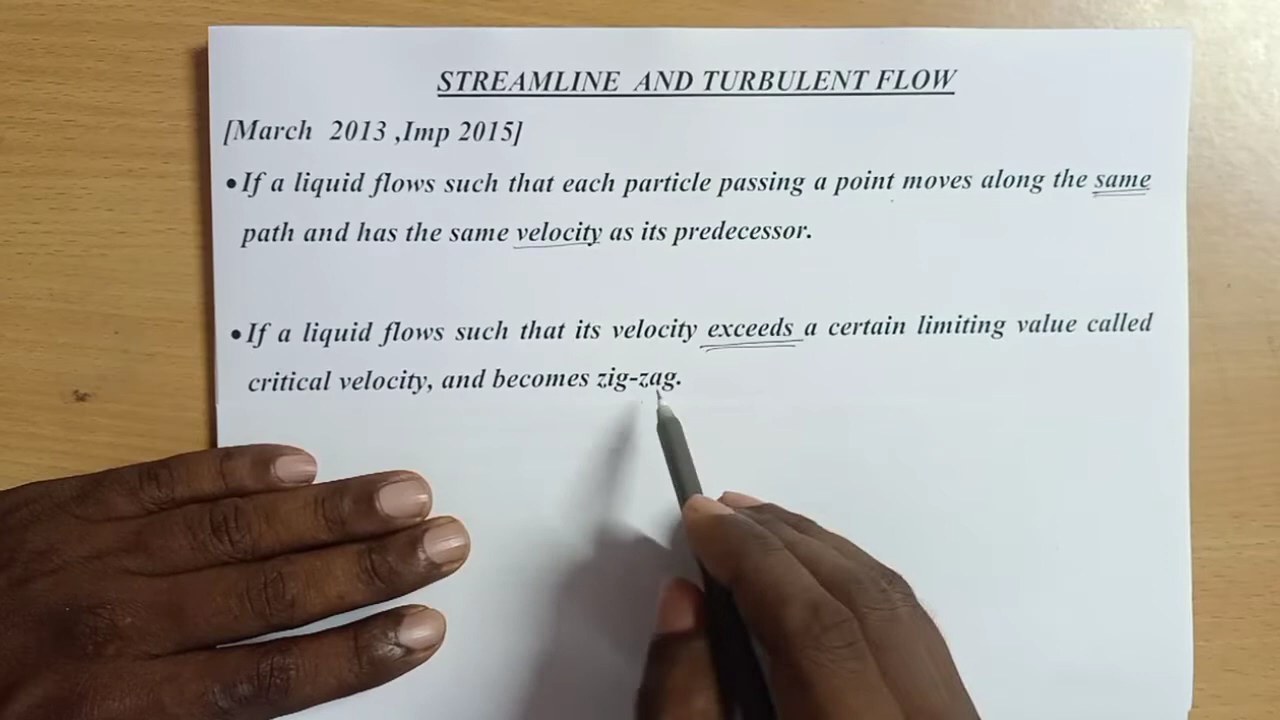 STREAMLINE AND TURBULENT FLOW
[March 2013 ,Imp 2015]
•If a liquid flows such that each particle passing a point moves along the same
path and has the same velocity as its predecessor.
•If a liquid flows such that its velocity exceeds a certain limiting value called
critical velocity, and becomes zig-zag.